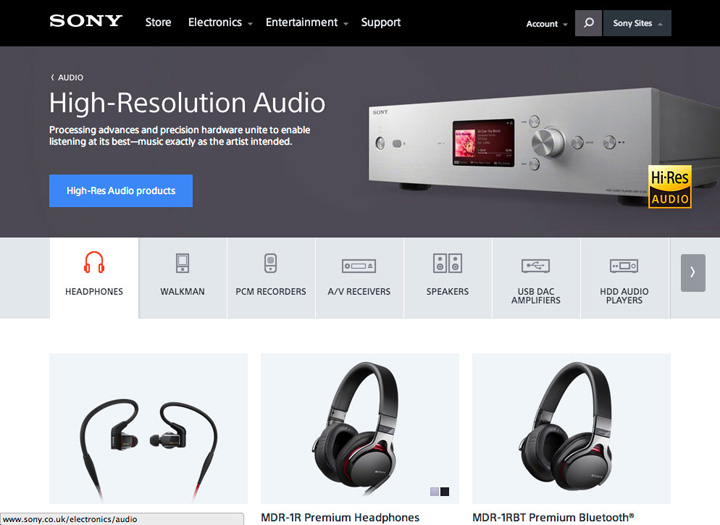 SONY
Store Electronics Entertainment Support
Account
Sony Sites
AUDIO
High-Resolution Audio
Processing advances and precision hardware unite to enable
listening at its best—music exactly as the artist intended.
High-Res Audio products
SONY
Hi-Res
AUDIO
HEADPHONES
WALKMAN
PCM RECORDERS
A/V RECEIVERS
SPEAKERS
USB DAC
AMPLIFIERS
HDD AUDIO
PLAYERS
MDR-1R Premium Headphones
MDR-1RBT Premium Bluetooth®
www.sony.co.uk/electronics/audio